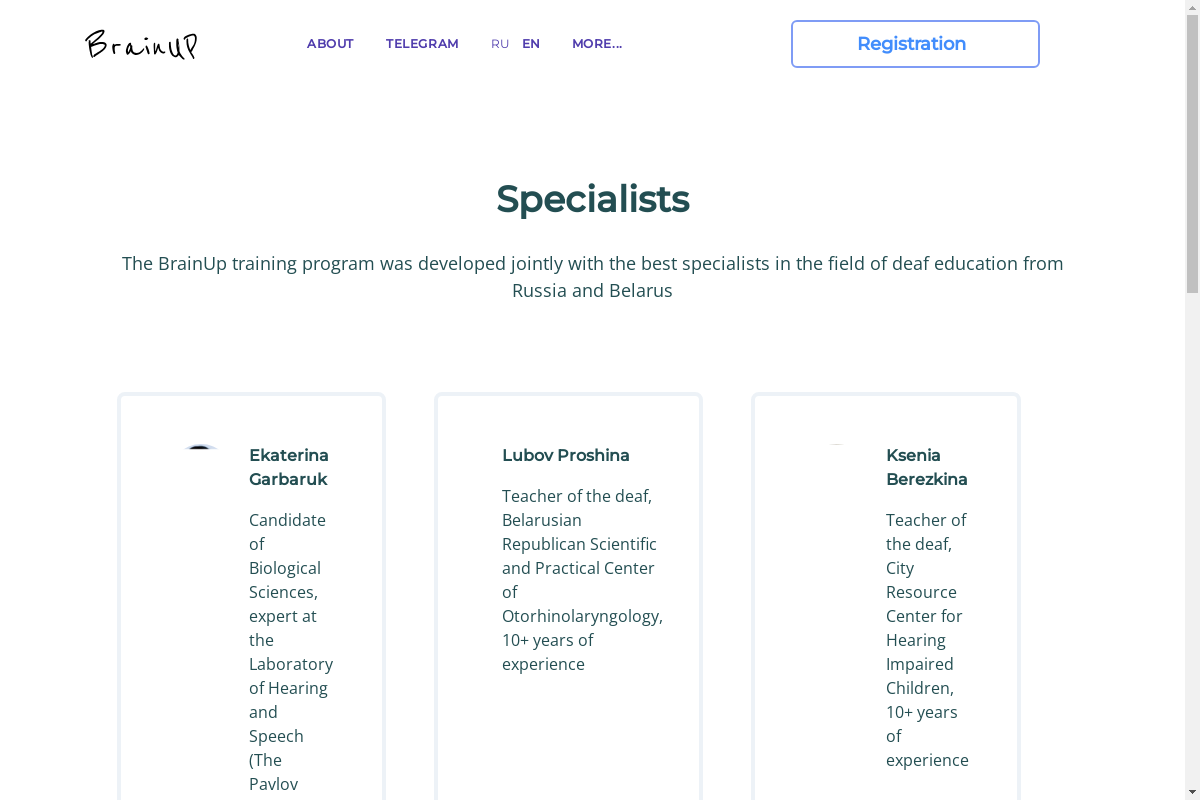 BrainUP
ABOUT
TELEGRAM
RU
EN
MORE...
Registration
Specialists
The BrainUp training program was developed jointly with the best specialists in the field of deaf education from
Russia and Belarus
Ekaterina
Garbaruk
Candidate
of
Biological
Sciences,
expert at
the
Laboratory
of Hearing
and
Speech
(The
Pavlov
Lubov Proshina
Teacher of the deaf,
Belarusian
Republican Scientific
and Practical Center
of
Otorhinolaryngology,
10+ years of
experience
Ksenia
Berezkina
Teacher of
the deaf,
City
Resource
Center for
Hearing
Impaired
Children,
10+ years
of
experience